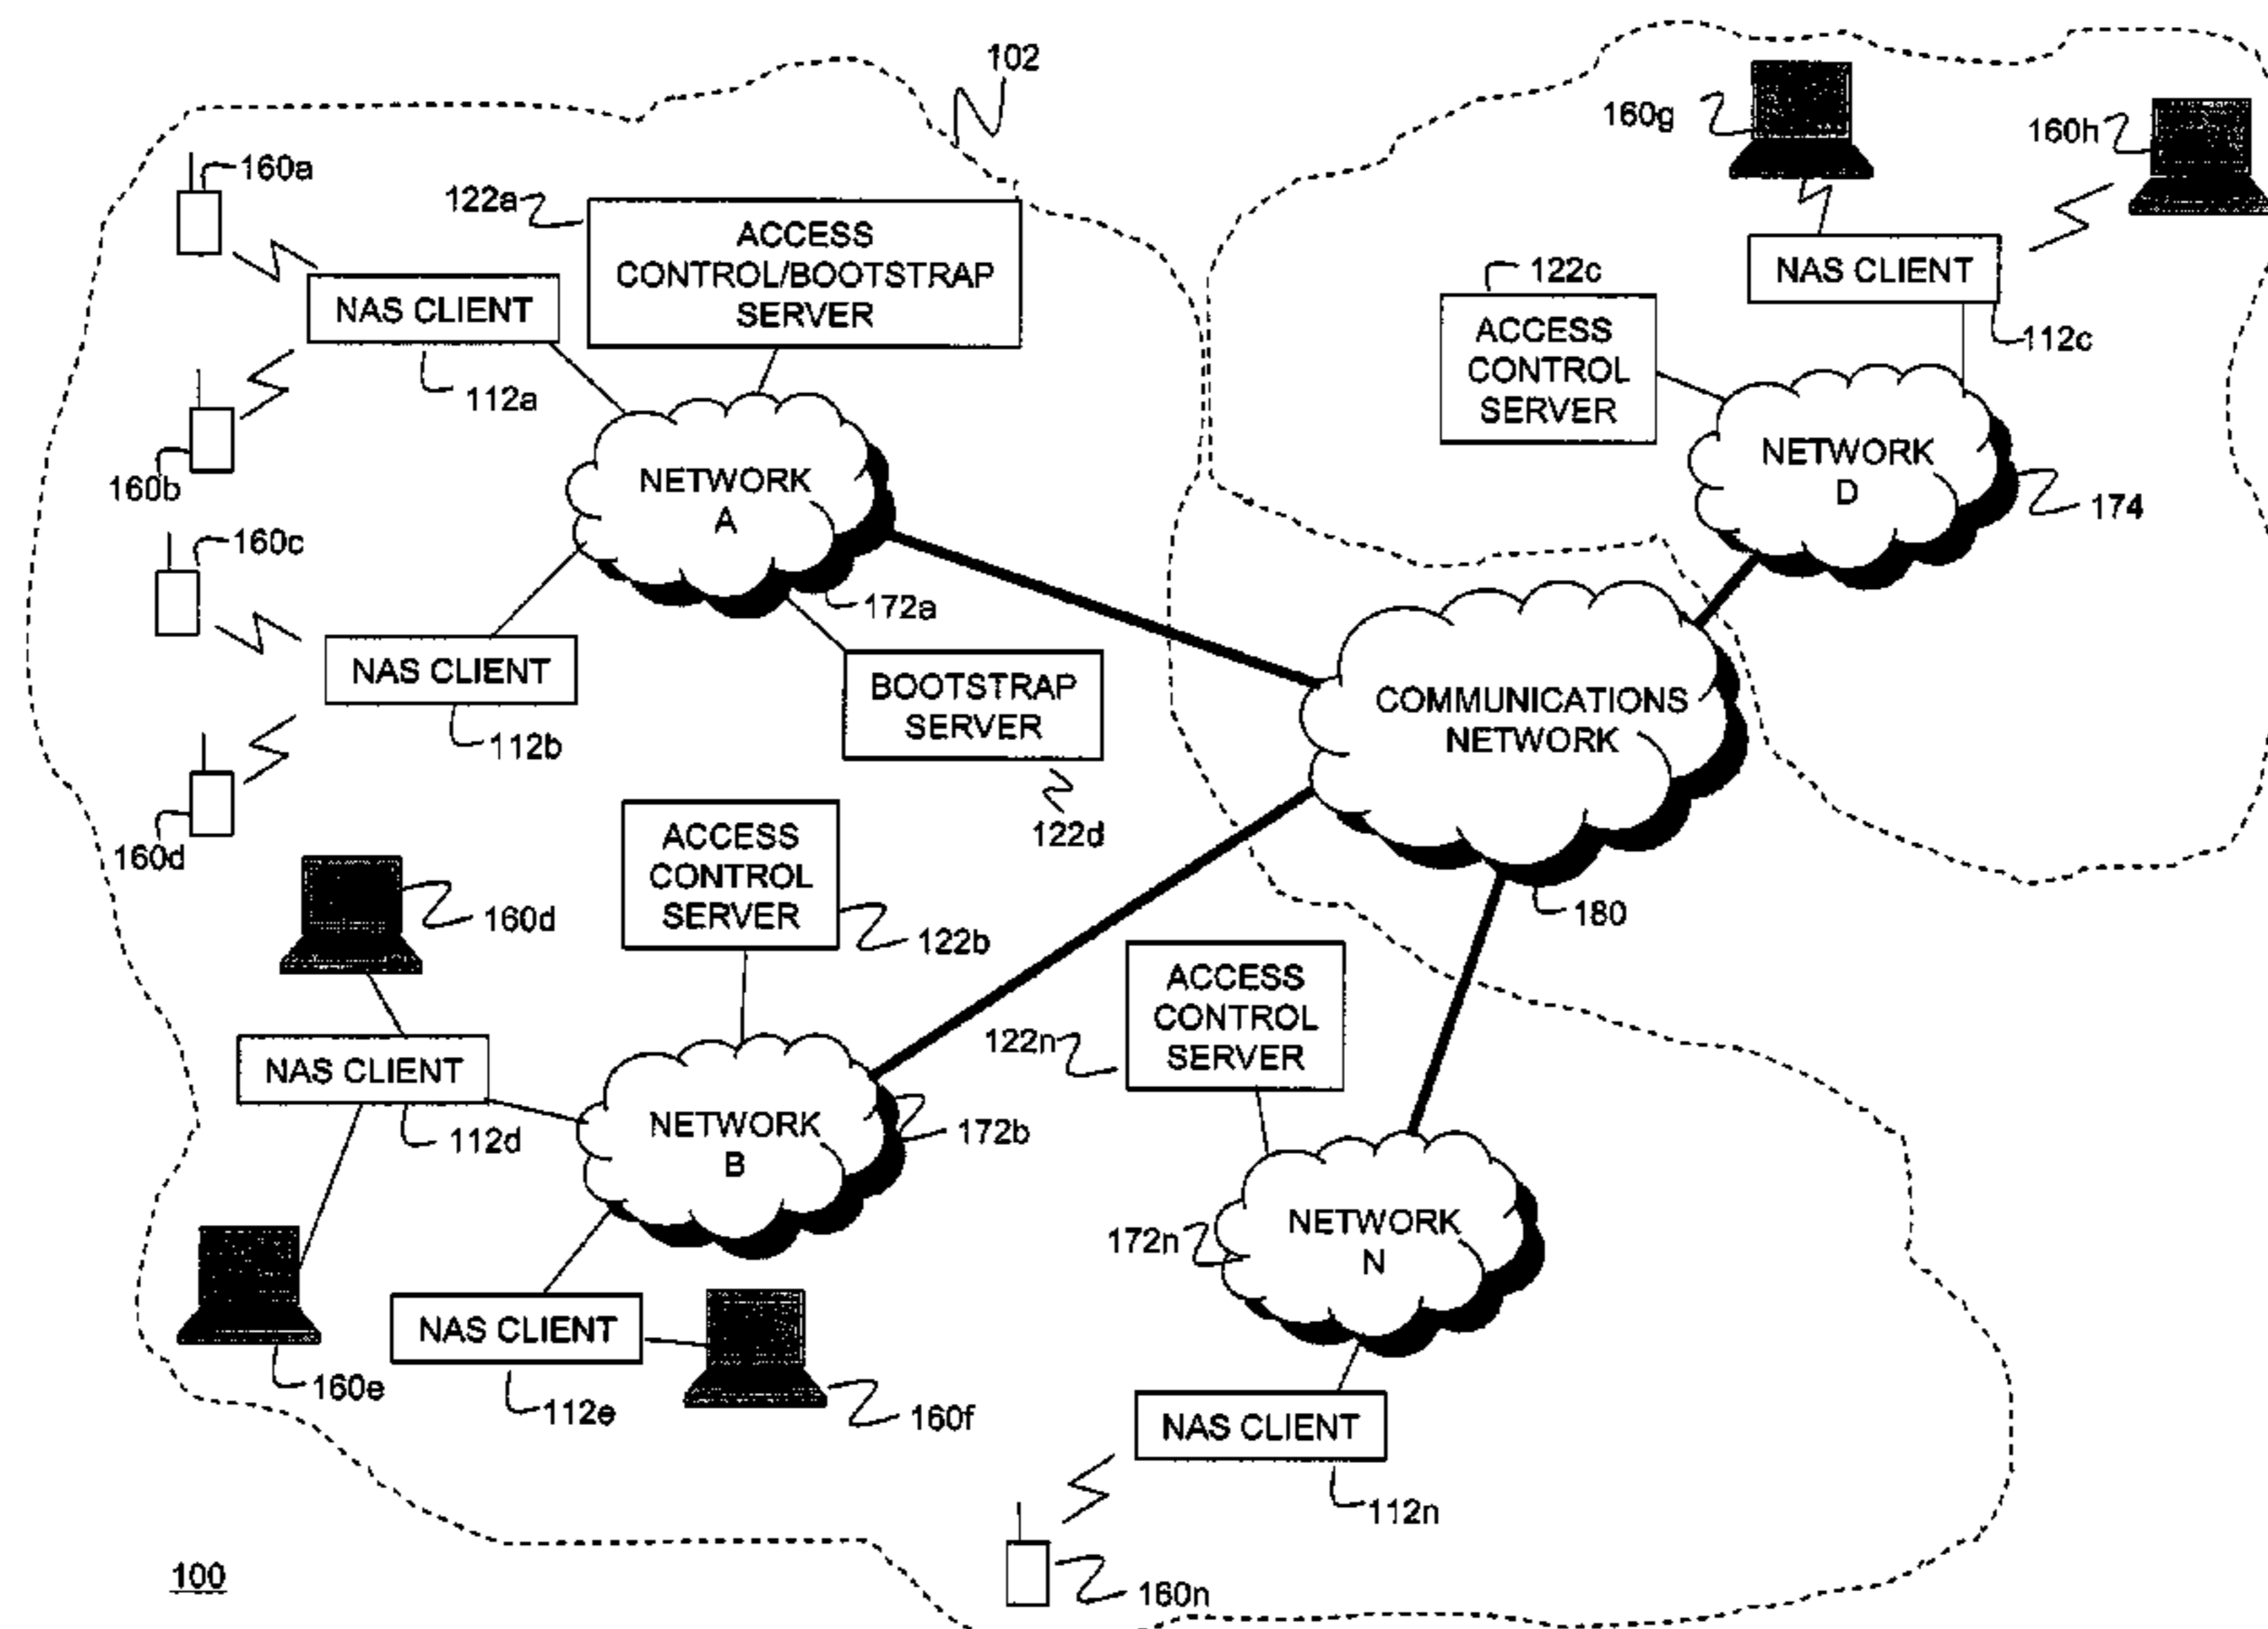 102
160g
160h
160a
122a
ACCESS
CONTROL/BOOTSTRAP
SERVER
NAS CLIENT
122c
NAS CLIENT
112a
ACCESS
CONTROL
SERVER
112c
160b
NETWORK
A
NETWORK
D
174
160c
172a
NAS CLIENT
112b
BOOTSTRAP
SERVER
COMMUNICATIONS
NETWORK
122d
160d
ACCESS
CONTROL
SERVER
160d
122b
180
ACCESS
CONTROL
SERVER
122n
NAS CLIENT
112d
NETWORK
B
172b
172n
NETWORK
N
NAS CLIENT
160e
112e
160f
NAS CLIENT
112n
160n
100